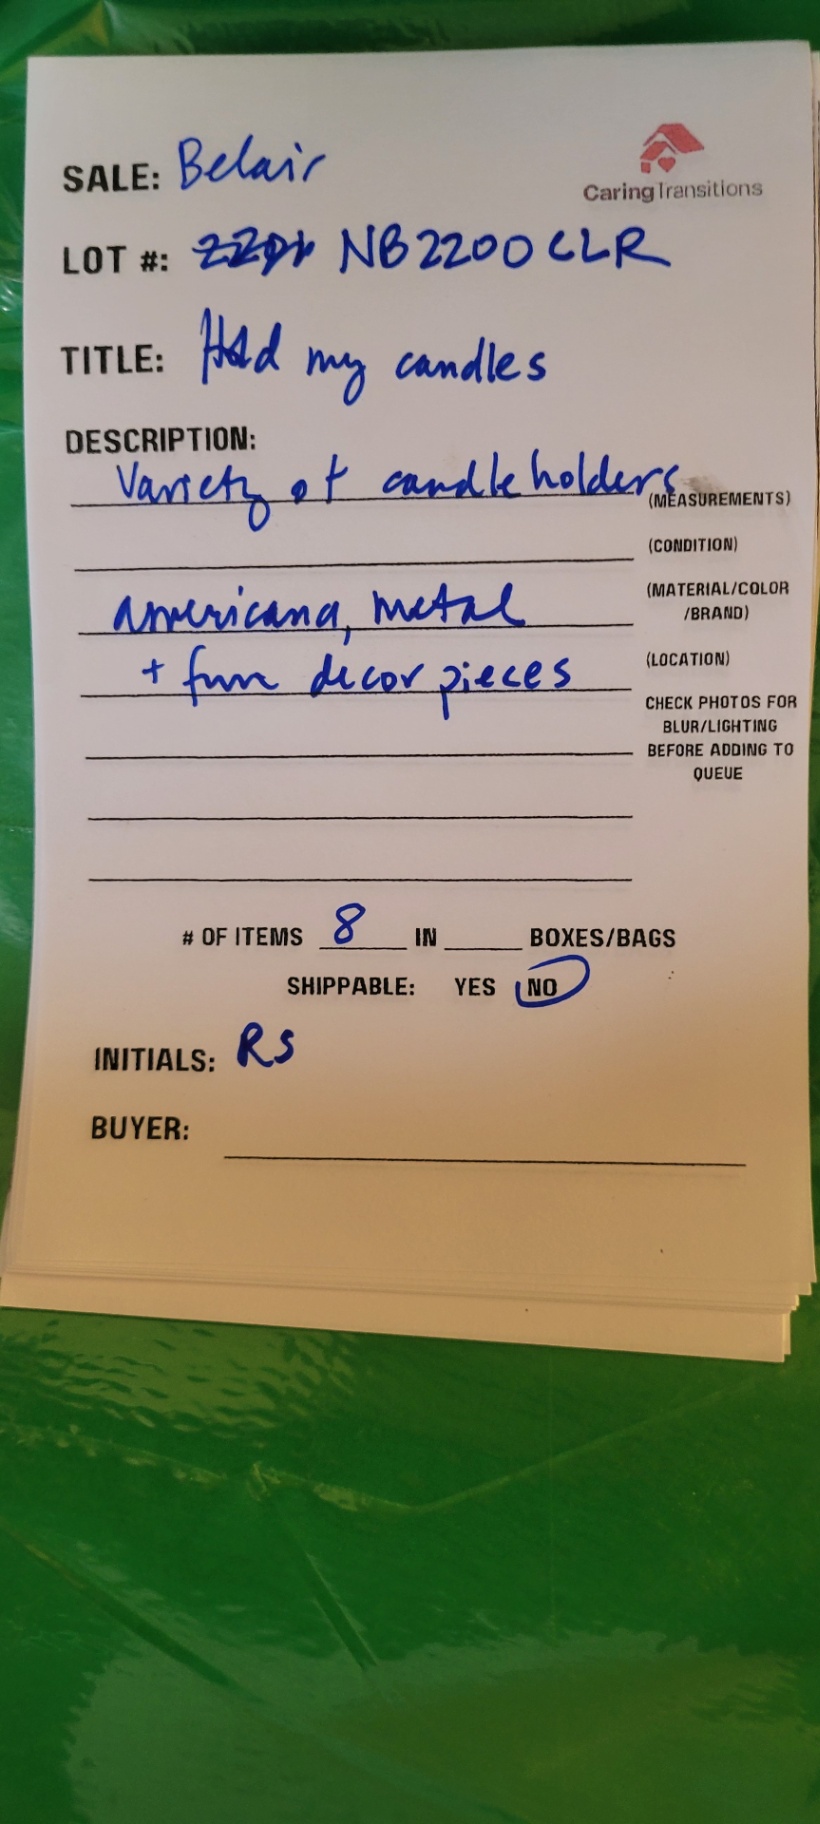 SALE: Belair
CaringTransitions
LOT #: NB2200CLR
TITLE: Hold my candles
DESCRIPTION:
Variety of candleholders
(MEASUREMENTS)
(CONDITION)
americana, metal
(MATERIAL/COLOR
/BRAND)
+ fun decor pieces
(LOCATION)
CHECK PHOTOS FOR
BLUR/LIGHTING
BEFORE ADDING TO
QUEUE
# OF ITEMS 8 IN BOXES/BAGS
SHIPPABLE: YES NO
INITIALS: RS
BUYER: